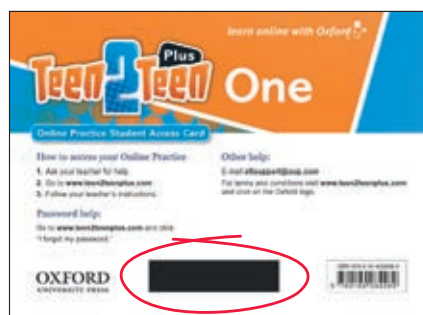 learn online with Oxford
Plus
Teen2Teen
One
Online Practice Student Access Card
How to access your Online Practice
1. Ask your teacher for help.
2. Go to www.teen2teenplus.com
3. Follow your teacher's instructions.
Password help:
Go to www.teen2teenplus.com and click
"I forgot my password."
Other help:
E-mail eltsupport@oup.com
For terms and conditions visit www.teen2teenplus.com
and click on the Oxford logo.
OXFORD
UNIVERSITY PRESS